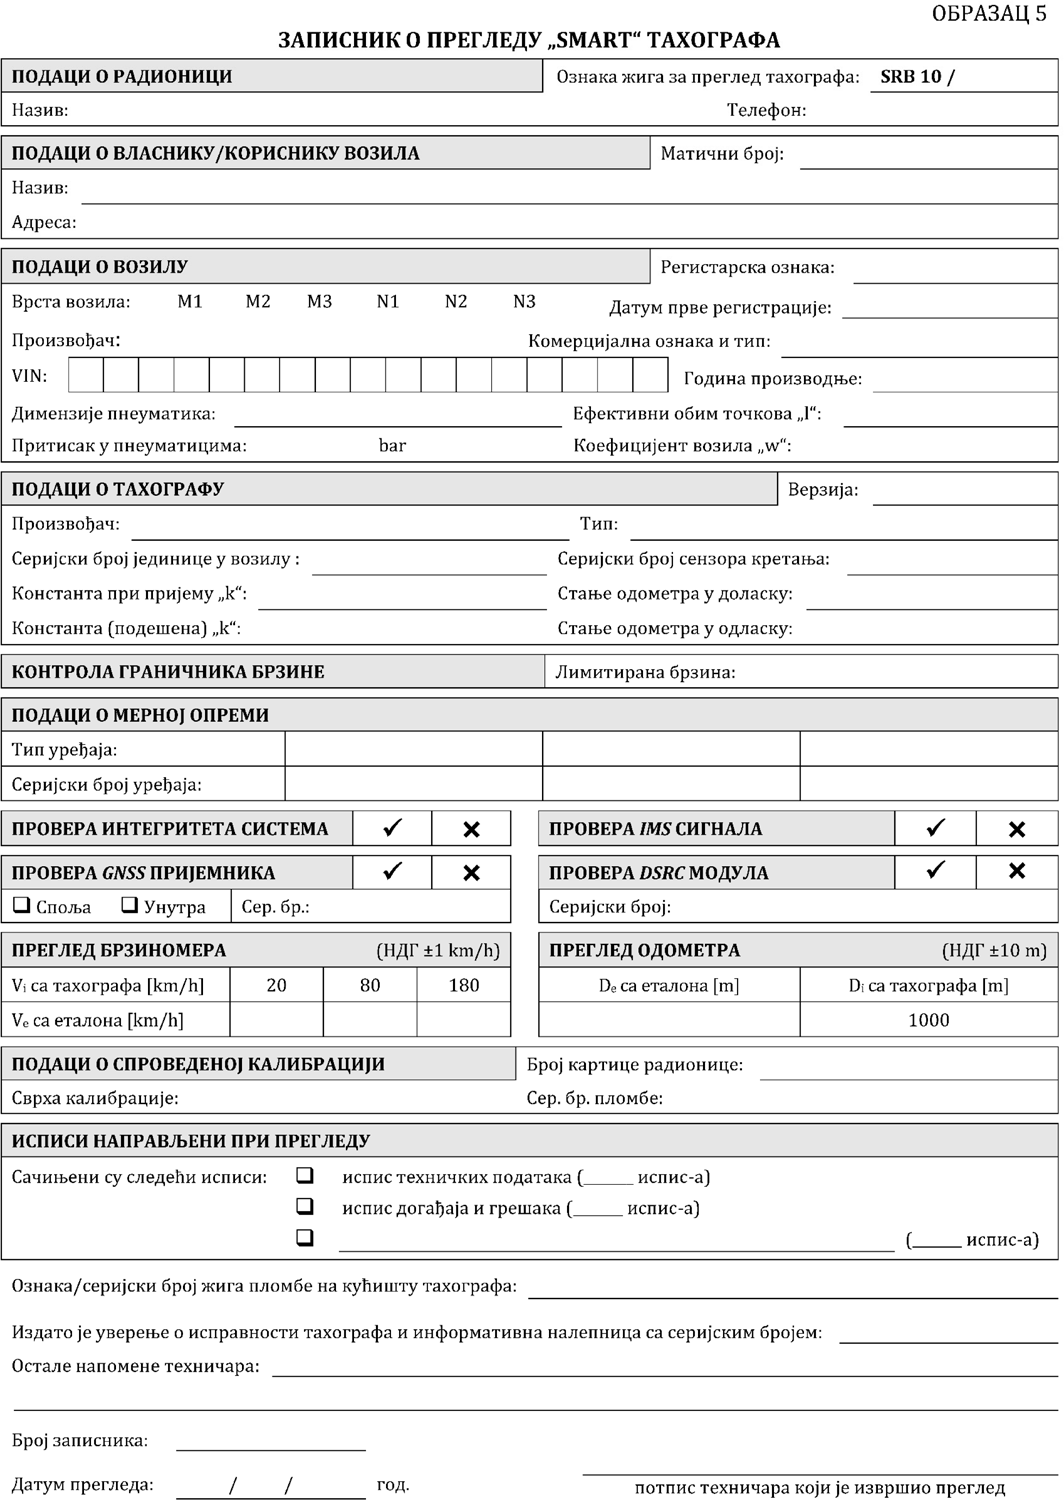 ОБРАЗАЦ 5
ЗАПИСНИК О ПРЕГЛЕДУ „SMART“ ТАХОГРАФА
ПОДАЦИ О РАДИОНИЦИ Ознака жига за преглед тахографа: SRB 10 /
Назив: Телефон:
ПОДАЦИ О ВЛАСНИКУ/КОРИСНИКУ ВОЗИЛА Матични број:
Назив:
Адреса:
ПОДАЦИ О ВОЗИЛУ Регистарска ознака:
Врста возила: M1 M2 M3 N1 N2 N3 Датум прве регистрације:
Произвођач: Комерцијална ознака и тип:
VIN: Година производње:
Димензије пнеуматика: Ефективни обим точкова „l“:
Притисак у пнеуматицима: bar Коефицијент возила „w“:
ПОДАЦИ О ТАХОГРАФУ Верзија:
Произвођач: Тип:
Серијски број јединице у возилу : Серијски број сензора кретања:
Константа при пријему „k“: Стање одометра у доласку:
Константа (подешена) „k“: Стање одометра у одласку:
КОНТРОЛА ГРАНИЧНИКА БРЗИНЕ Лимитирана брзина:
ПОДАЦИ О МЕРНОЈ ОПРЕМИ
Тип уређаја:
Серијски број уређаја:
ПРОВЕРА ИНТЕГРИТЕТА СИСТЕМА ✓ ✕ ПРОВЕРА IMS СИГНАЛА ✓ ✕
ПРОВЕРА GNSS ПРИЈЕМНИКА ✓ ✕ ПРОВЕРА DSRC МОДУЛА ✓ ✕
❑ Споља ❑ Унутра Сер. бр.: Серијски број:
ПРЕГЛЕД БРЗИНОМЕРА (НДГ ±1 km/h) ПРЕГЛЕД ОДОМЕТРА (НДГ ±10 m)
Vi са тахографа [km/h] 20 80 180 De са еталона [m] Di са тахографа [m]
Ve са еталона [km/h] 1000
ПОДАЦИ О СПРОВЕДЕНОЈ КАЛИБРАЦИЈИ Број картице радионице:
Сврха калибрације: Сер. бр. пломбе:
ИСПИСИ НАПРАВЉЕНИ ПРИ ПРЕГЛЕДУ
Сачињени су следећи исписи: ❑ испис техничких података (______ испис-а)
❑ испис догађаја и грешака (______ испис-а)
❑ ______ (______ испис-а)
Ознака/серијски број жига пломбе на кућишту тахографа:
Издато је уверење о исправности тахографа и информативна налепница са серијским бројем:
Остале напомене техничара:
Број записника:
Датум прегледа: / / год.
потпис техничара који је извршио преглед